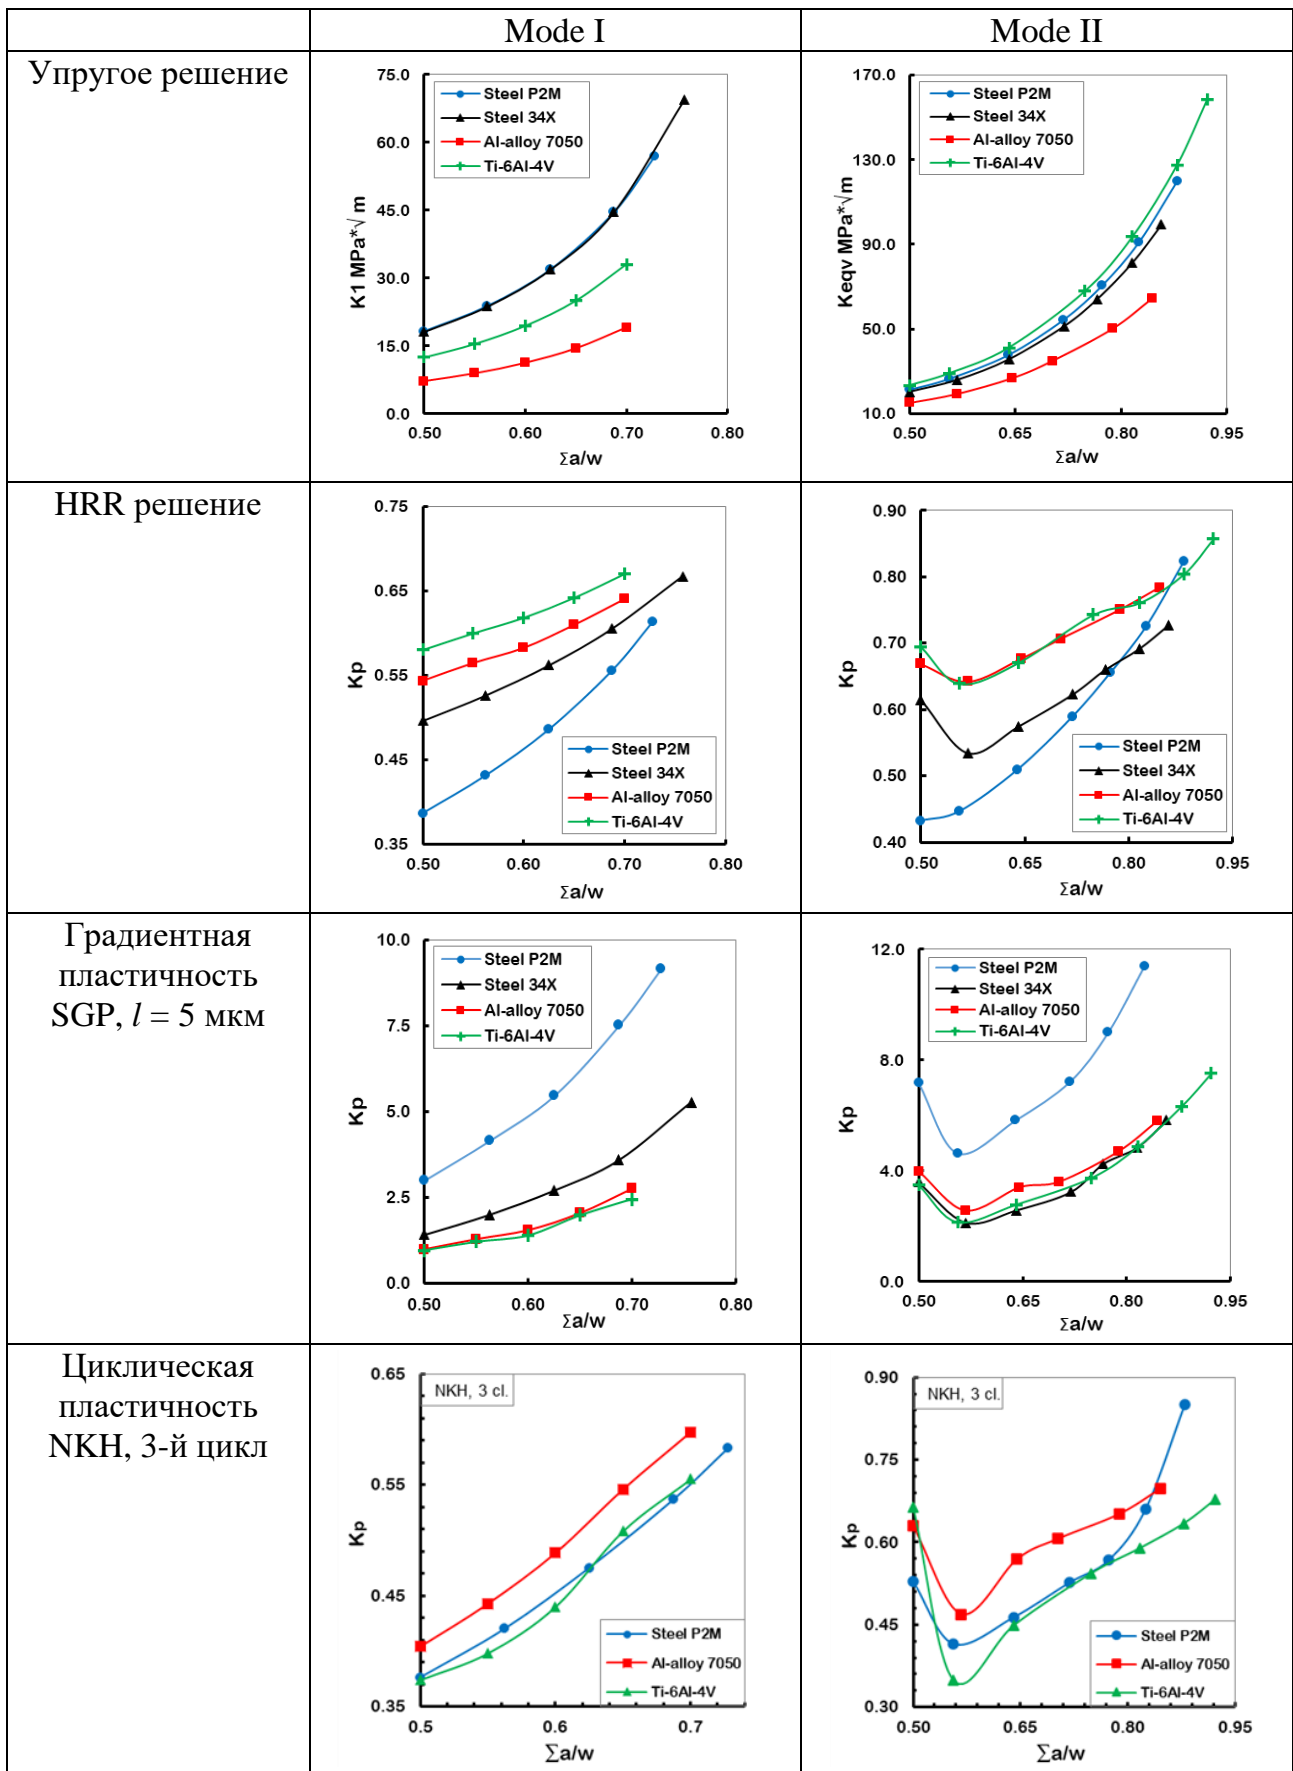 Mode I
Mode II
Упругое решение
75.0
60.0
45.0
30.0
15.0
0.0
K1 MPa*√ m
Steel P2M
Steel 34X
Al-alloy 7050
Ti-6Al-4V
0.50 0.60 0.70 0.80
Σa/w
170.0
130.0
90.0
50.0
10.0
Keqv MPa*√m
Steel P2M
Steel 34X
Al-alloy 7050
Ti-6Al-4V
0.50 0.65 0.80 0.95
Σa/w
HRR решение
0.75
0.65
0.55
0.45
0.35
Kp
Steel P2M
Steel 34X
Al-alloy 7050
Ti-6Al-4V
0.50 0.60 0.70 0.80
Σa/w
0.90
0.80
0.70
0.60
0.50
0.40
Kp
Steel P2M
Steel 34X
Al-alloy 7050
Ti-6Al-4V
0.50 0.65 0.80 0.95
Σa/w
Градиентная
пластичность
SGP, l = 5 мкм
10.0
7.5
5.0
2.5
0.0
Kp
Steel P2M
Steel 34X
Al-alloy 7050
Ti-6Al-4V
0.50 0.60 0.70 0.80
Σa/w
12.0
8.0
4.0
0.0
Kp
Steel P2M
Steel 34X
Al-alloy 7050
Ti-6Al-4V
0.50 0.65 0.80 0.95
Σa/w
Циклическая
пластичность
NKH, 3-й цикл
0.65
0.55
0.45
0.35
Kp
NKH, 3 cl.
Steel P2M
Al-alloy 7050
Ti-6Al-4V
0.5 0.6 0.7
∑a/w
0.90
0.75
0.60
0.45
0.30
Kp
NKH, 3 cl.
Steel P2M
Al-alloy 7050
Ti-6Al-4V
0.50 0.65 0.80 0.95
∑a/w